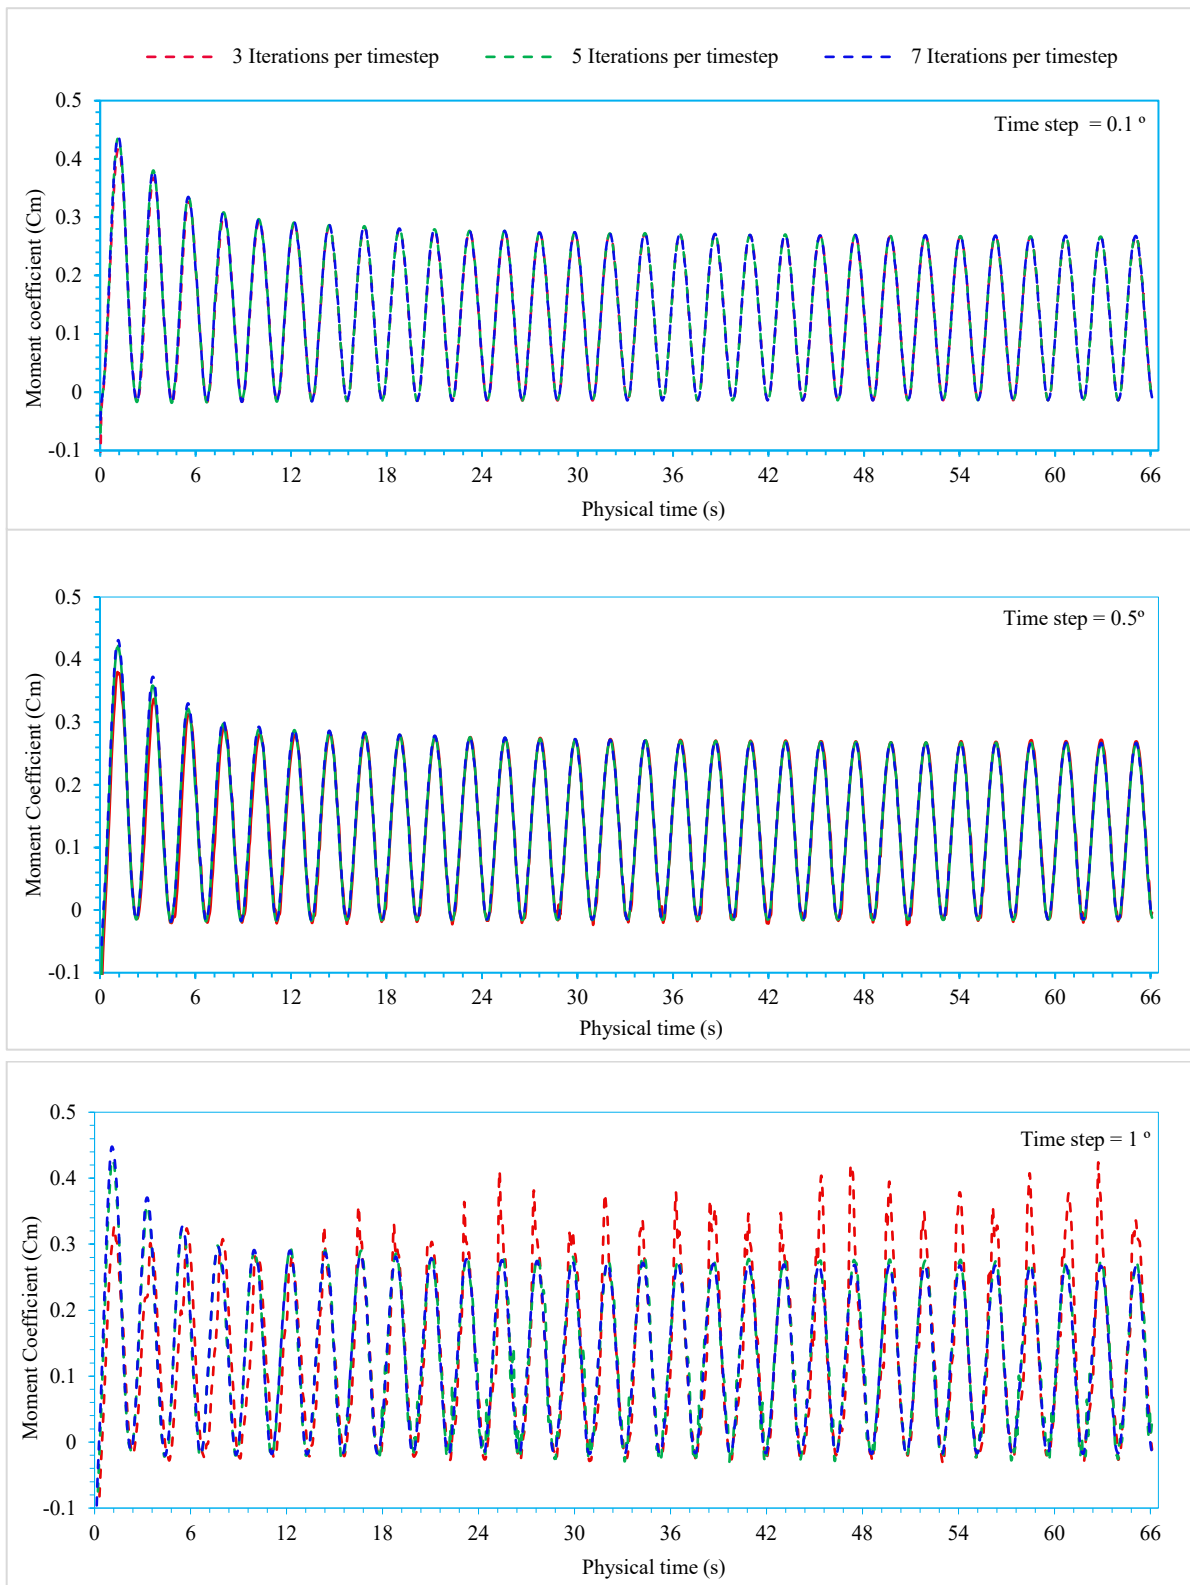 3 Iterations per timestep 5 Iterations per timestep 7 Iterations per timestep
Time step = 0.1 º
Moment coefficient (Cm)
0.5
0.4
0.3
0.2
0.1
0
-0.1
0 6 12 18 24 30 36 42 48 54 60 66
Physical time (s)
Time step = 0.5º
Moment Coefficient (Cm)
0.5
0.4
0.3
0.2
0.1
0
-0.1
0 6 12 18 24 30 36 42 48 54 60 66
Physical time (s)
Time step = 1 º
Moment Coefficient (Cm)
0.5
0.4
0.3
0.2
0.1
0
-0.1
0 6 12 18 24 30 36 42 48 54 60 66
Physical time (s)